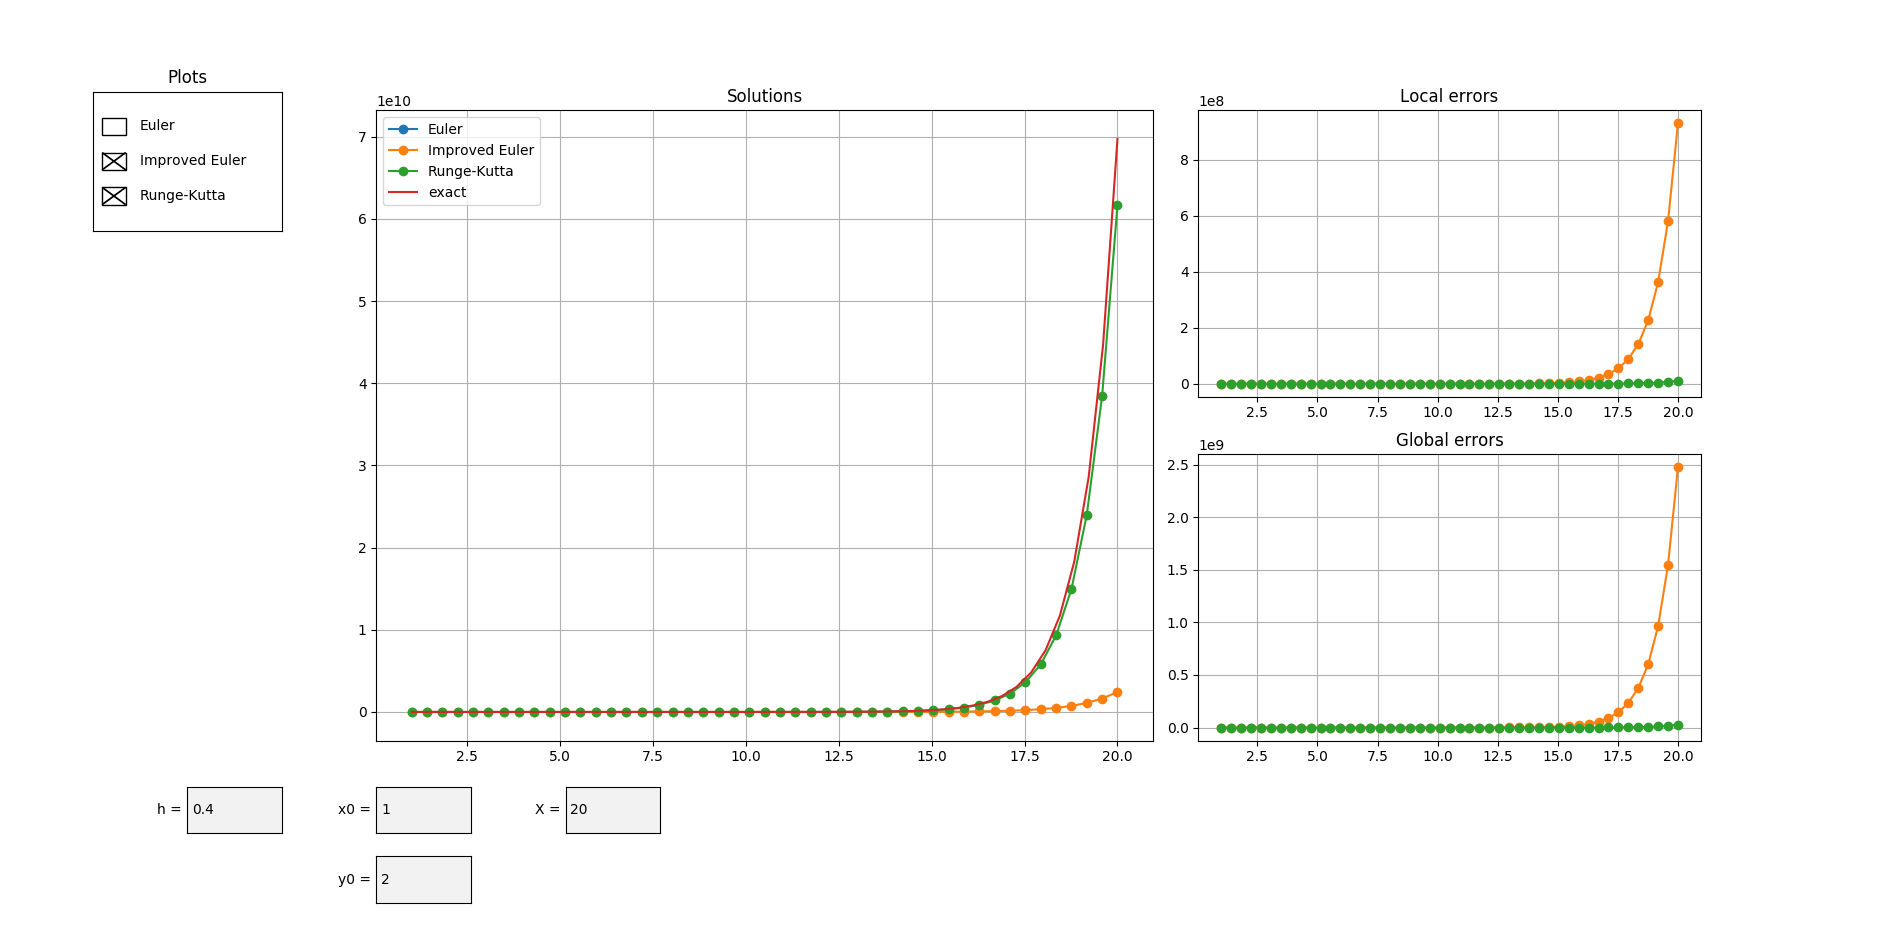 Plots
Euler
Improved Euler
Runge-Kutta
Solutions
1e10
Euler
Improved Euler
Runge-Kutta
exact
7
6
5
4
3
2
1
0
2.5 5.0 7.5 10.0 12.5 15.0 17.5 20.0
Local errors
1e8
8
6
4
2
0
2.5 5.0 7.5 10.0 12.5 15.0 17.5 20.0
Global errors
1e9
2.5
2.0
1.5
1.0
0.5
0.0
2.5 5.0 7.5 10.0 12.5 15.0 17.5 20.0
h = 0.4 x0 = 1 X = 20
y0 = 2